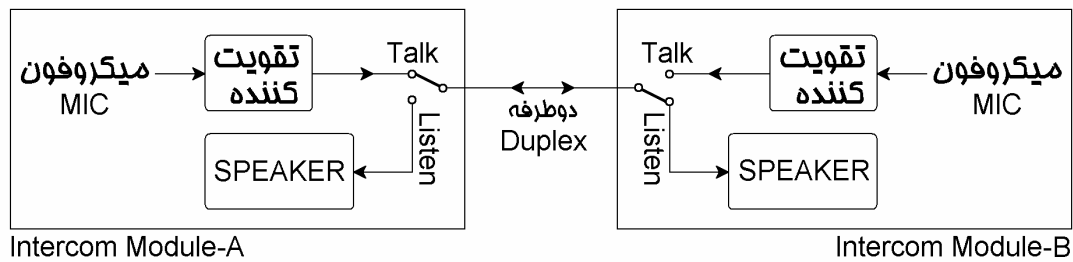 میکروفون
MIC
تقویت
کننده
Talk
Listen
SPEAKER
دوطرفه
Duplex
Talk
Listen
تقویت
کننده
میکروفون
MIC
SPEAKER
Intercom Module-A
Intercom Module-B